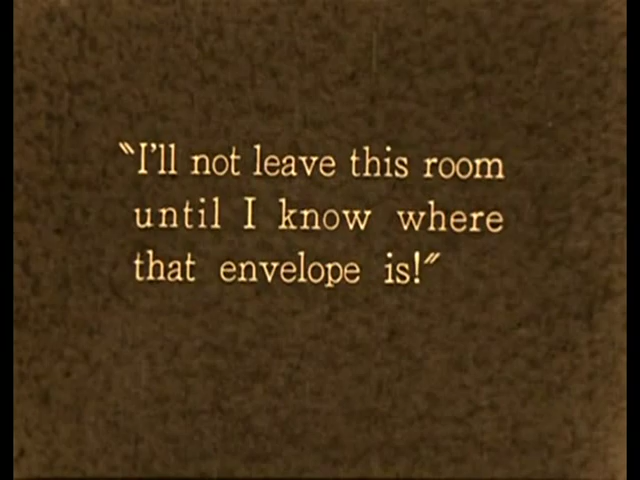 "I'll not leave this room
until I know where
that envelope is!"